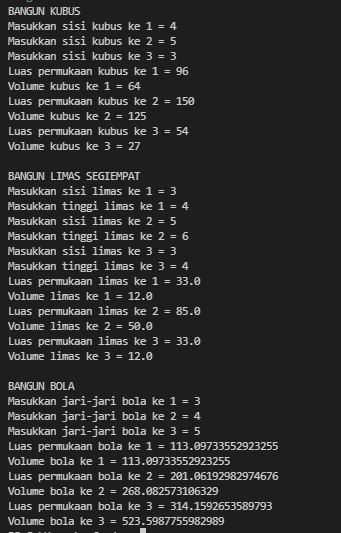 BANGUN KUBUS
Masukkan sisi kubus ke 1 = 4
Masukkan sisi kubus ke 2 = 5
Masukkan sisi kubus ke 3 = 3
Luas permukaan kubus ke 1 = 96
Volume kubus ke 1 = 64
Luas permukaan kubus ke 2 = 150
Volume kubus ke 2 = 125
Luas permukaan kubus ke 3 = 54
Volume kubus ke 3 = 27

BANGUN LIMAS SEGIEMPAT
Masukkan sisi limas ke 1 = 3
Masukkan tinggi limas ke 1 = 4
Masukkan sisi limas ke 2 = 5
Masukkan tinggi limas ke 2 = 6
Masukkan sisi limas ke 3 = 3
Masukkan tinggi limas ke 3 = 4
Luas permukaan limas ke 1 = 33.0
Volume limas ke 1 = 12.0
Luas permukaan limas ke 2 = 85.0
Volume limas ke 2 = 50.0
Luas permukaan limas ke 3 = 33.0
Volume limas ke 3 = 12.0

BANGUN BOLA
Masukkan jari-jari bola ke 1 = 3
Masukkan jari-jari bola ke 2 = 4
Masukkan jari-jari bola ke 3 = 5
Luas permukaan bola ke 1 = 113.09733552923255
Volume bola ke 1 = 113.09733552923255
Luas permukaan bola ke 2 = 201.06192982974676
Volume bola ke 2 = 268.082573106329
Luas permukaan bola ke 3 = 314.1592653589793
Volume bola ke 3 = 523.5987755982989